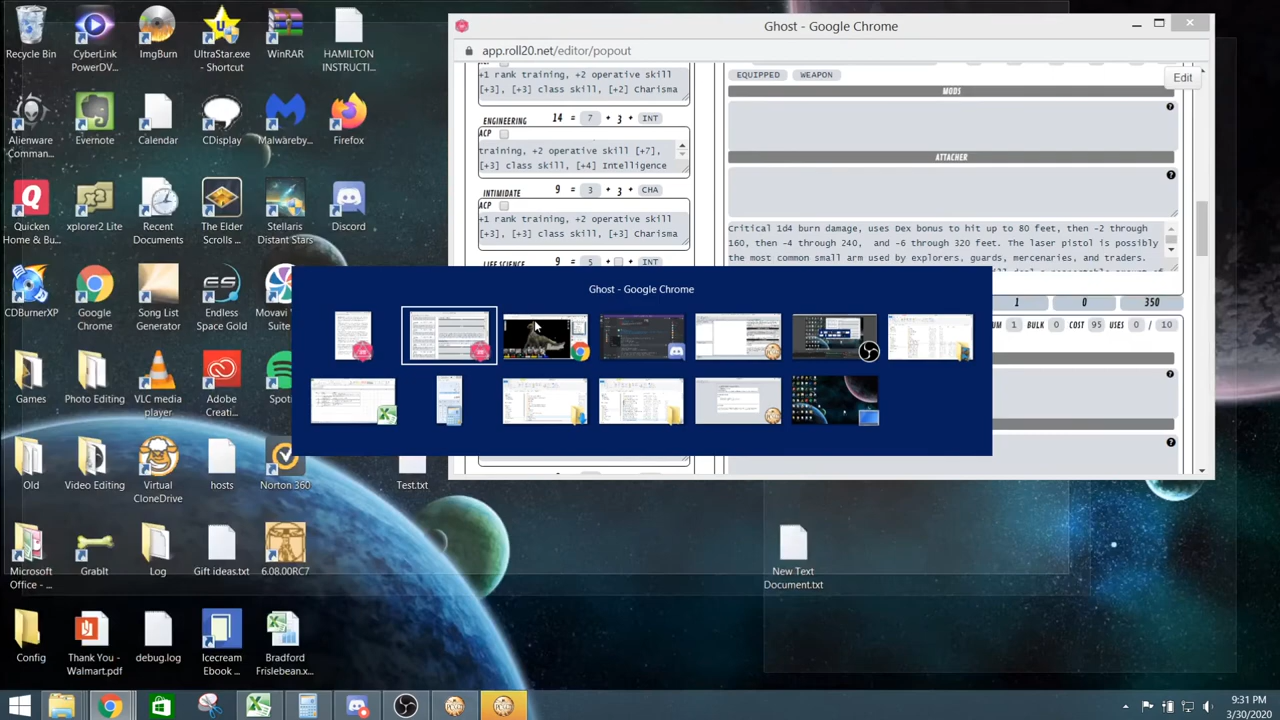 Ghost - Google Chrome
app.roll20.net/editor/popout
Edit
+1 rank training, +2 operative skill
[+3], [+3] class skill, [+2] Charisma
ENGINEERING 14 = 7 + 3 + INT
ACP
training, +2 operative skill [+7],
[+3] class skill, [+4] Intelligence
INTIMIDATE 9 = 3 + 3 + CHA
ACP
+1 rank training, +2 operative skill
[+3], [+3] class skill, [+3] Charisma
LIFE SCIENCE 9 = 5 + INT
EQUIPPED WEAPON
MODS
ATTACHER
Critical 1d4 burn damage, uses Dex bonus to hit up to 80 feet, then -2 through
160, then -4 through 240, and -6 through 320 feet. The laser pistol is possibly
the most common small arm used by explorers, guards, mercenaries, and traders.
1 0 350
1 BULK 0 COST 95 USES 0 / 10
Ghost - Google Chrome
Recycle Bin
CyberLink
PowerDV...
ImgBurn
UltraStar.exe
- Shortcut
WinRAR
HAMILTON
INSTRUCTI...
Alienware
Comman...
Evernote
Calendar
CDisplay
Malwareby...
Firefox
Quicken
Home & Bu...
xplorer2 Lite
Recent
Documents
The Elder
Scrolls ...
Stellaris
Distant Stars
Discord
CDBurnerXP
Google
Chrome
Song List
Generator
Endless
Space Gold
Movavi V
Suite
Games
Photo Editing
VLC media
player
Adobe
Creati...
Spot
Old
Video Editing
Virtual
CloneDrive
hosts
Norton 360
Test.txt
Microsoft
Office - ...
GrabIt
Log
Gift ideas.txt
6.08.00RC7
New Text
Document.txt
Config
Thank You -
Walmart.pdf
debug.log
Icecream
Ebook ...
Bradford
Frislebean.x...
9:31 PM
3/30/2020